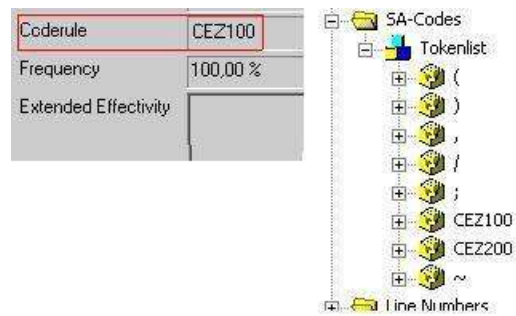 Coderule CEZ100
Frequency 100,00 %
Extended Effectivity
SA-Codes
Tokenlist
(
)
,
/
;
CEZ100
CEZ200
~
Line Numbers